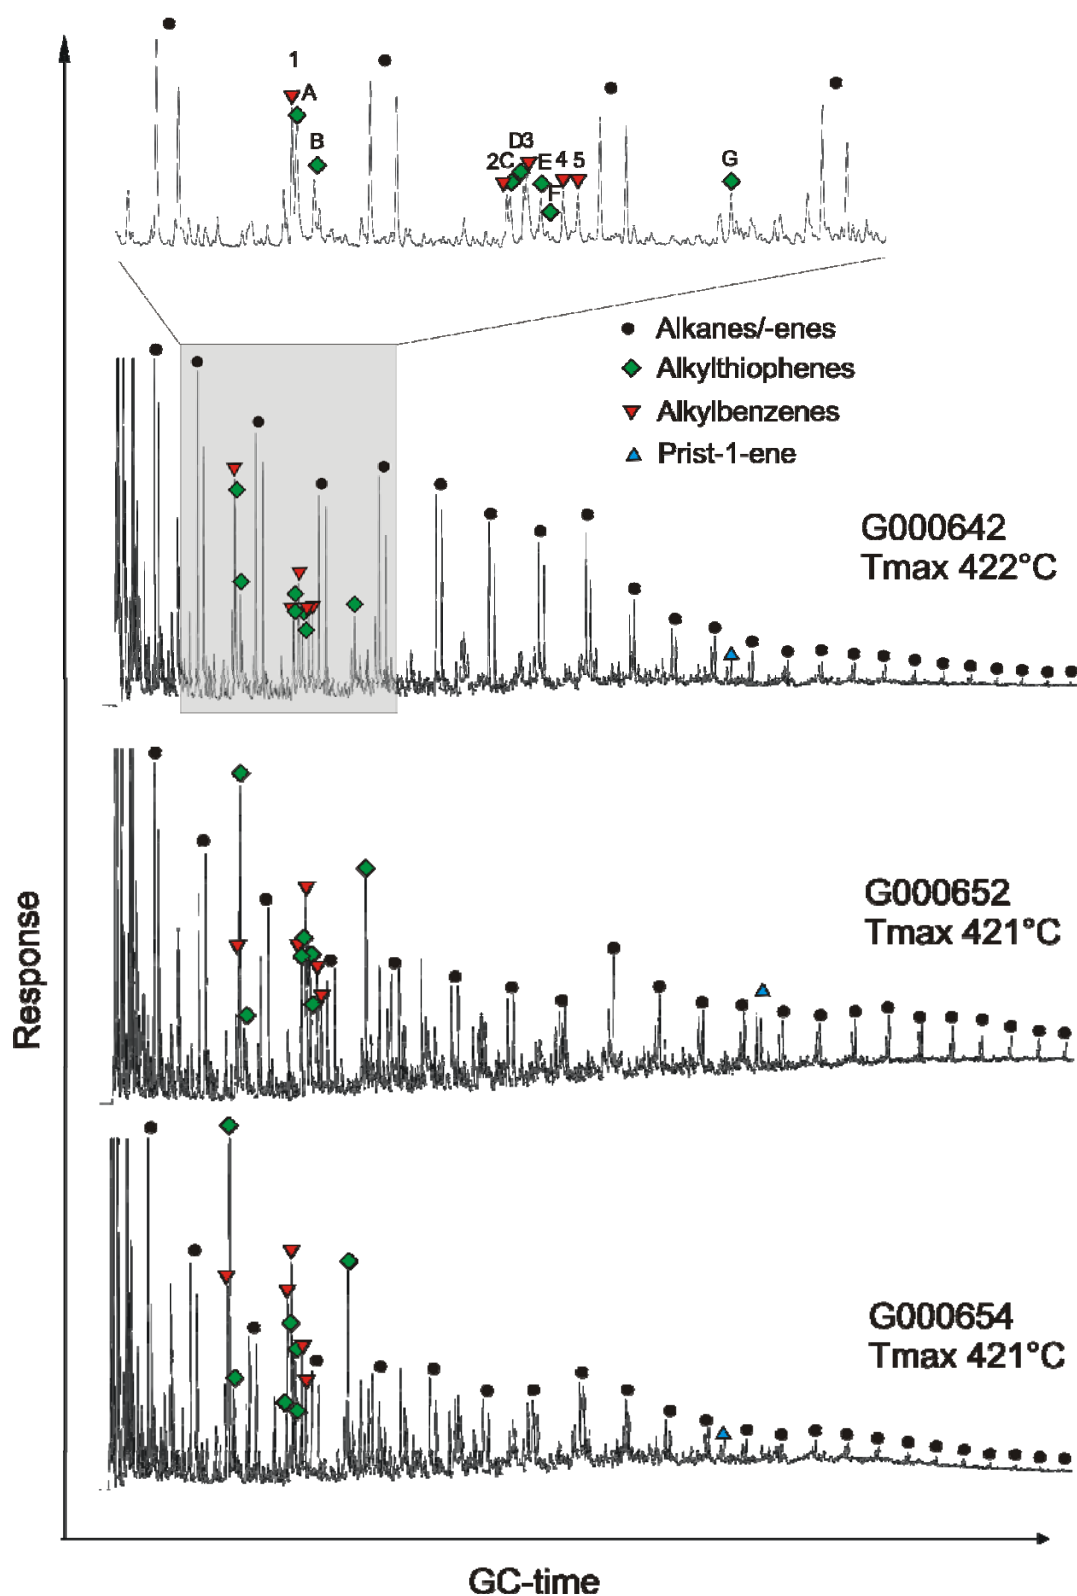 1
A
B
D3
2C
E
4
5
F
G
Alkanes/-enes
Alkylthiophenes
Alkylbenzenes
Prist-1-ene
G000642
Tmax 422°C
G000652
Tmax 421°C
G000654
Tmax 421°C
Response
GC-time